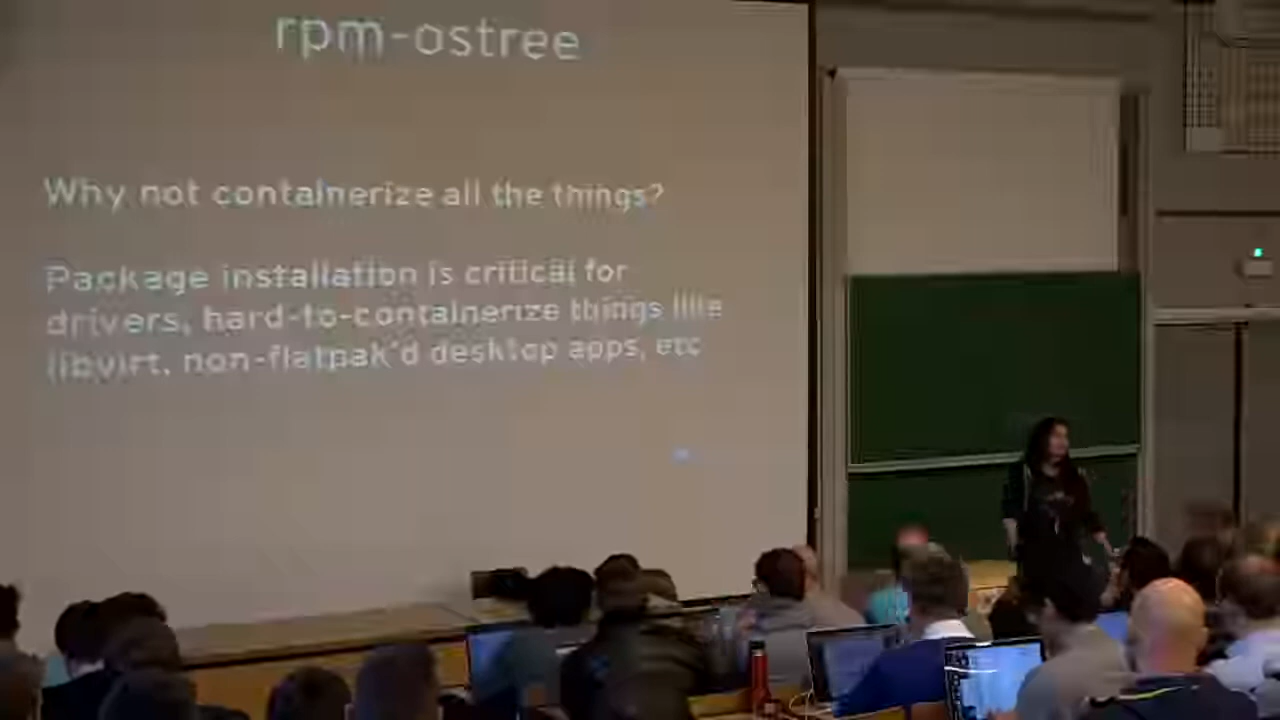 rpm-ostree
Why not containerize all the things?
Package installation is critical for
drivers, hard-to-containerize things like
libvirt, non-flatpak'd desktop apps, etc